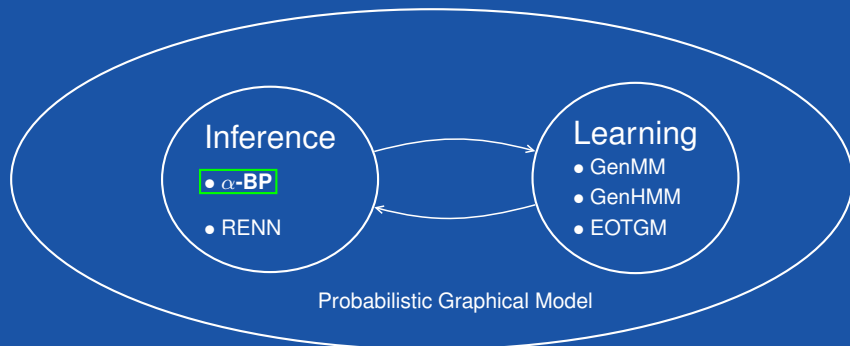 Inference
• α-BP
• RENN
Learning
• GenMM
• GenHMM
• EOTGM
Probabilistic Graphical Model